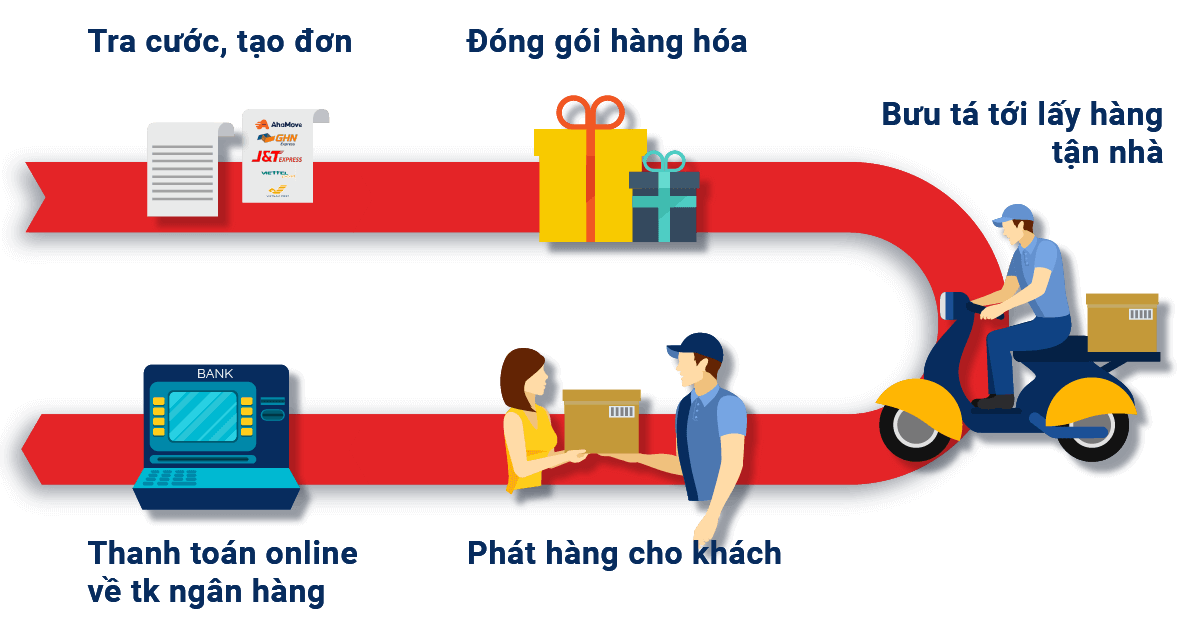 Tra cước, tạo đơn
Đóng gói hàng hóa
Bưu tá tới lấy hàng
tận nhà
AhaMove
GHN
Express
J&T EXPRESS
VIETTEL
BANK
Thanh toán online
về tk ngân hàng
Phát hàng cho khách